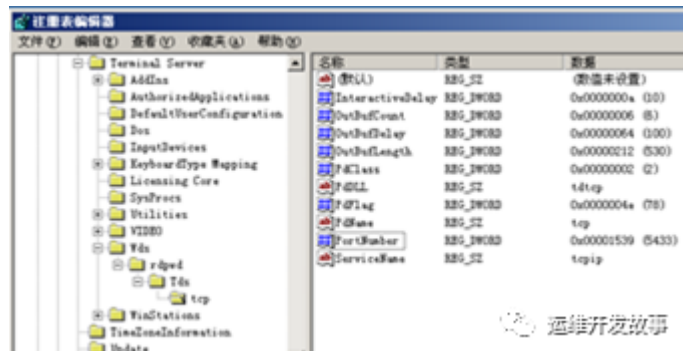 注册表编辑器
文件(F) 编辑(E) 查看(V) 收藏夹(A) 帮助(H)
Terminal Server
AddIns
AuthorizedApplications
DefaultUserConfiguration
Dos
InputDevices
KeyboardType Mapping
Licensing Core
SysProcs
Utilities
VIDEO
Wds
rdpwd
Tds
tcp
WinStations
TimeZoneInformation
Update
名称 类型 数据
(默认) REG_SZ (数值未设置)
InteractiveDelay REG_DWORD 0x0000000a (10)
OutBufCount REG_DWORD 0x00000006 (6)
OutBufDelay REG_DWORD 0x00000064 (100)
OutBufLength REG_DWORD 0x00000212 (530)
PdClass REG_DWORD 0x00000002 (2)
PdDLL REG_SZ tdtcp
PdFlag REG_DWORD 0x0000004e (78)
PdName REG_SZ tcp
PortNumber REG_DWORD 0x00001539 (5433)
ServiceName REG_SZ tcpip
运维开发故事